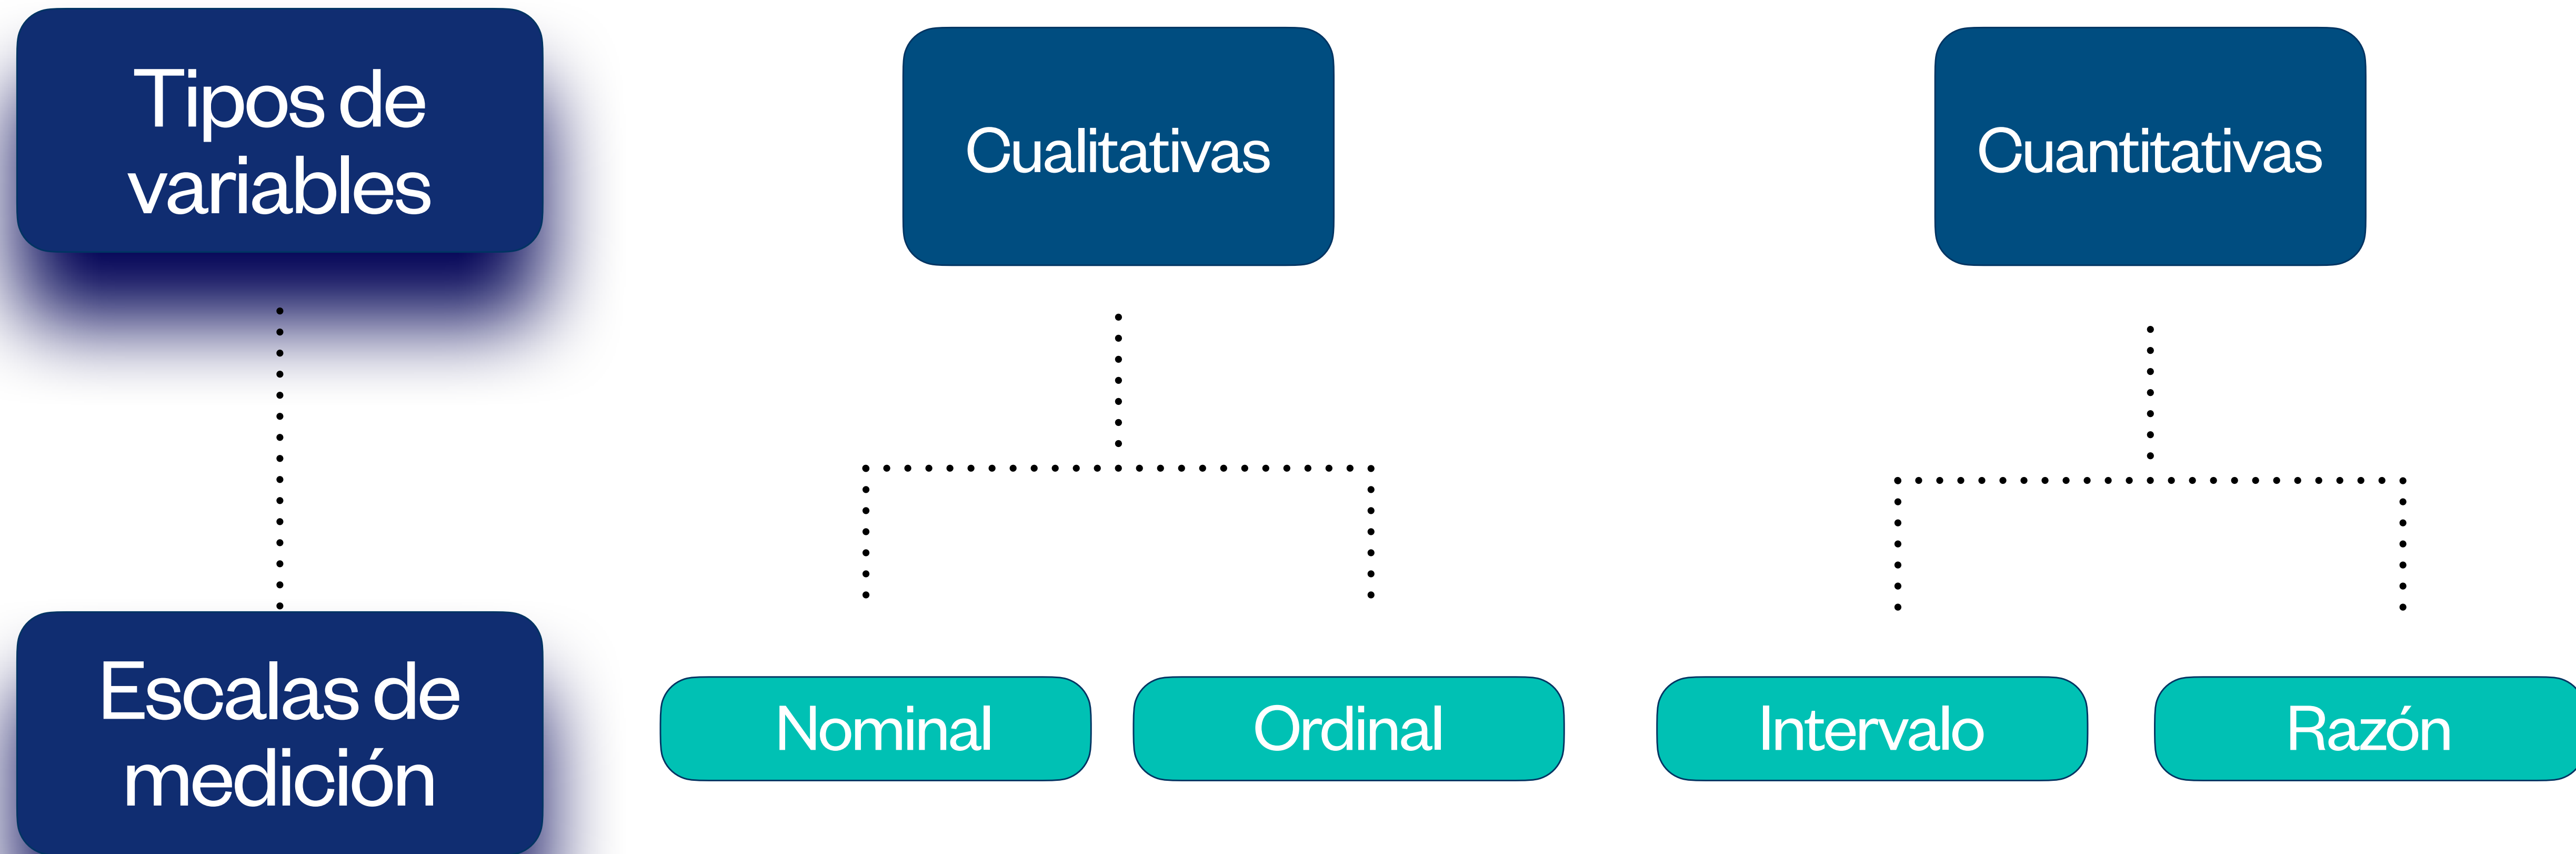 Tipos de
variables
Cualitativas
Cuantitativas
Escalas de
medición
Nominal
Ordinal
Intervalo
Razón